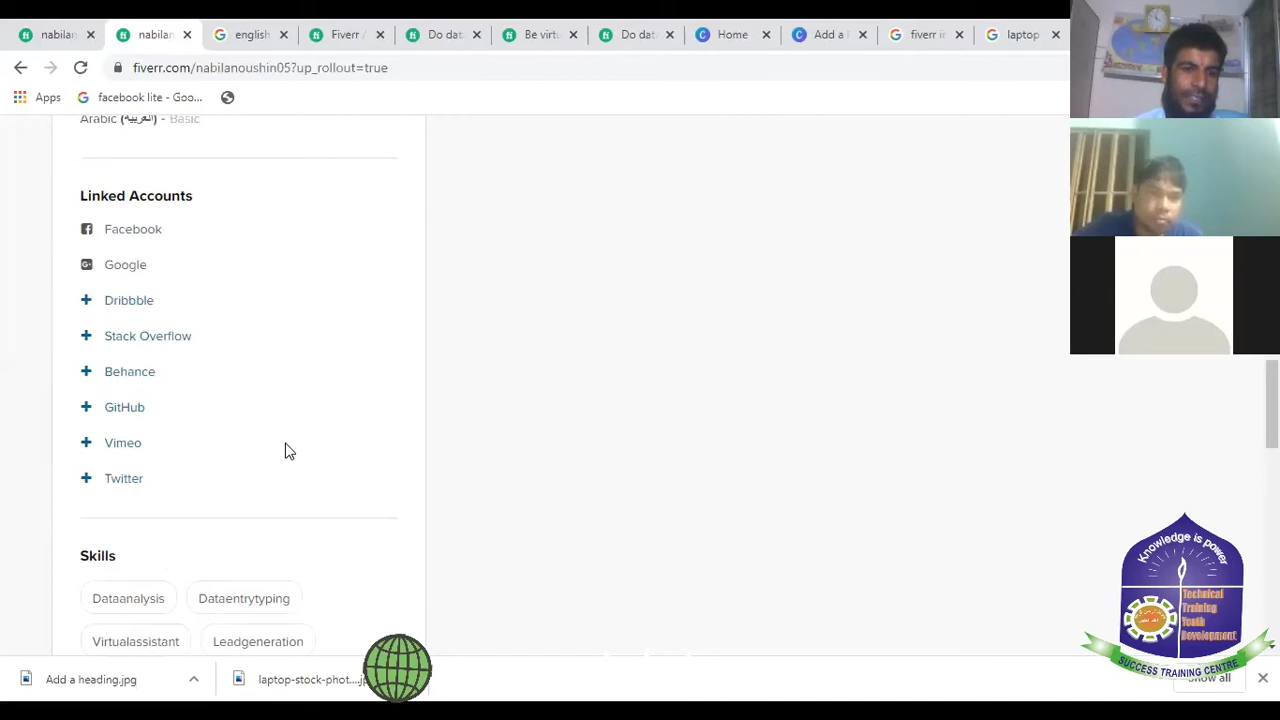 nabilan
nabilan
english
Fiverr /
Do dat
Be virtu
Do dat
Home
Add a
fiverr in
laptop
fiverr.com/nabilanoushin05?up_rollout=true
Apps
facebook lite - Goo...
Arabic (العربية) - Basic
Linked Accounts
Facebook
Google
Dribbble
Stack Overflow
Behance
GitHub
Vimeo
Twitter
Skills
Dataanalysis
Dataentrytyping
Virtualassistant
Leadgeneration
Add a heading.jpg
laptop-stock-phot....jp
Show all
Knowledge is power
Technical
Training
Youth
Development
SUCCESS TRAINING CENTRE